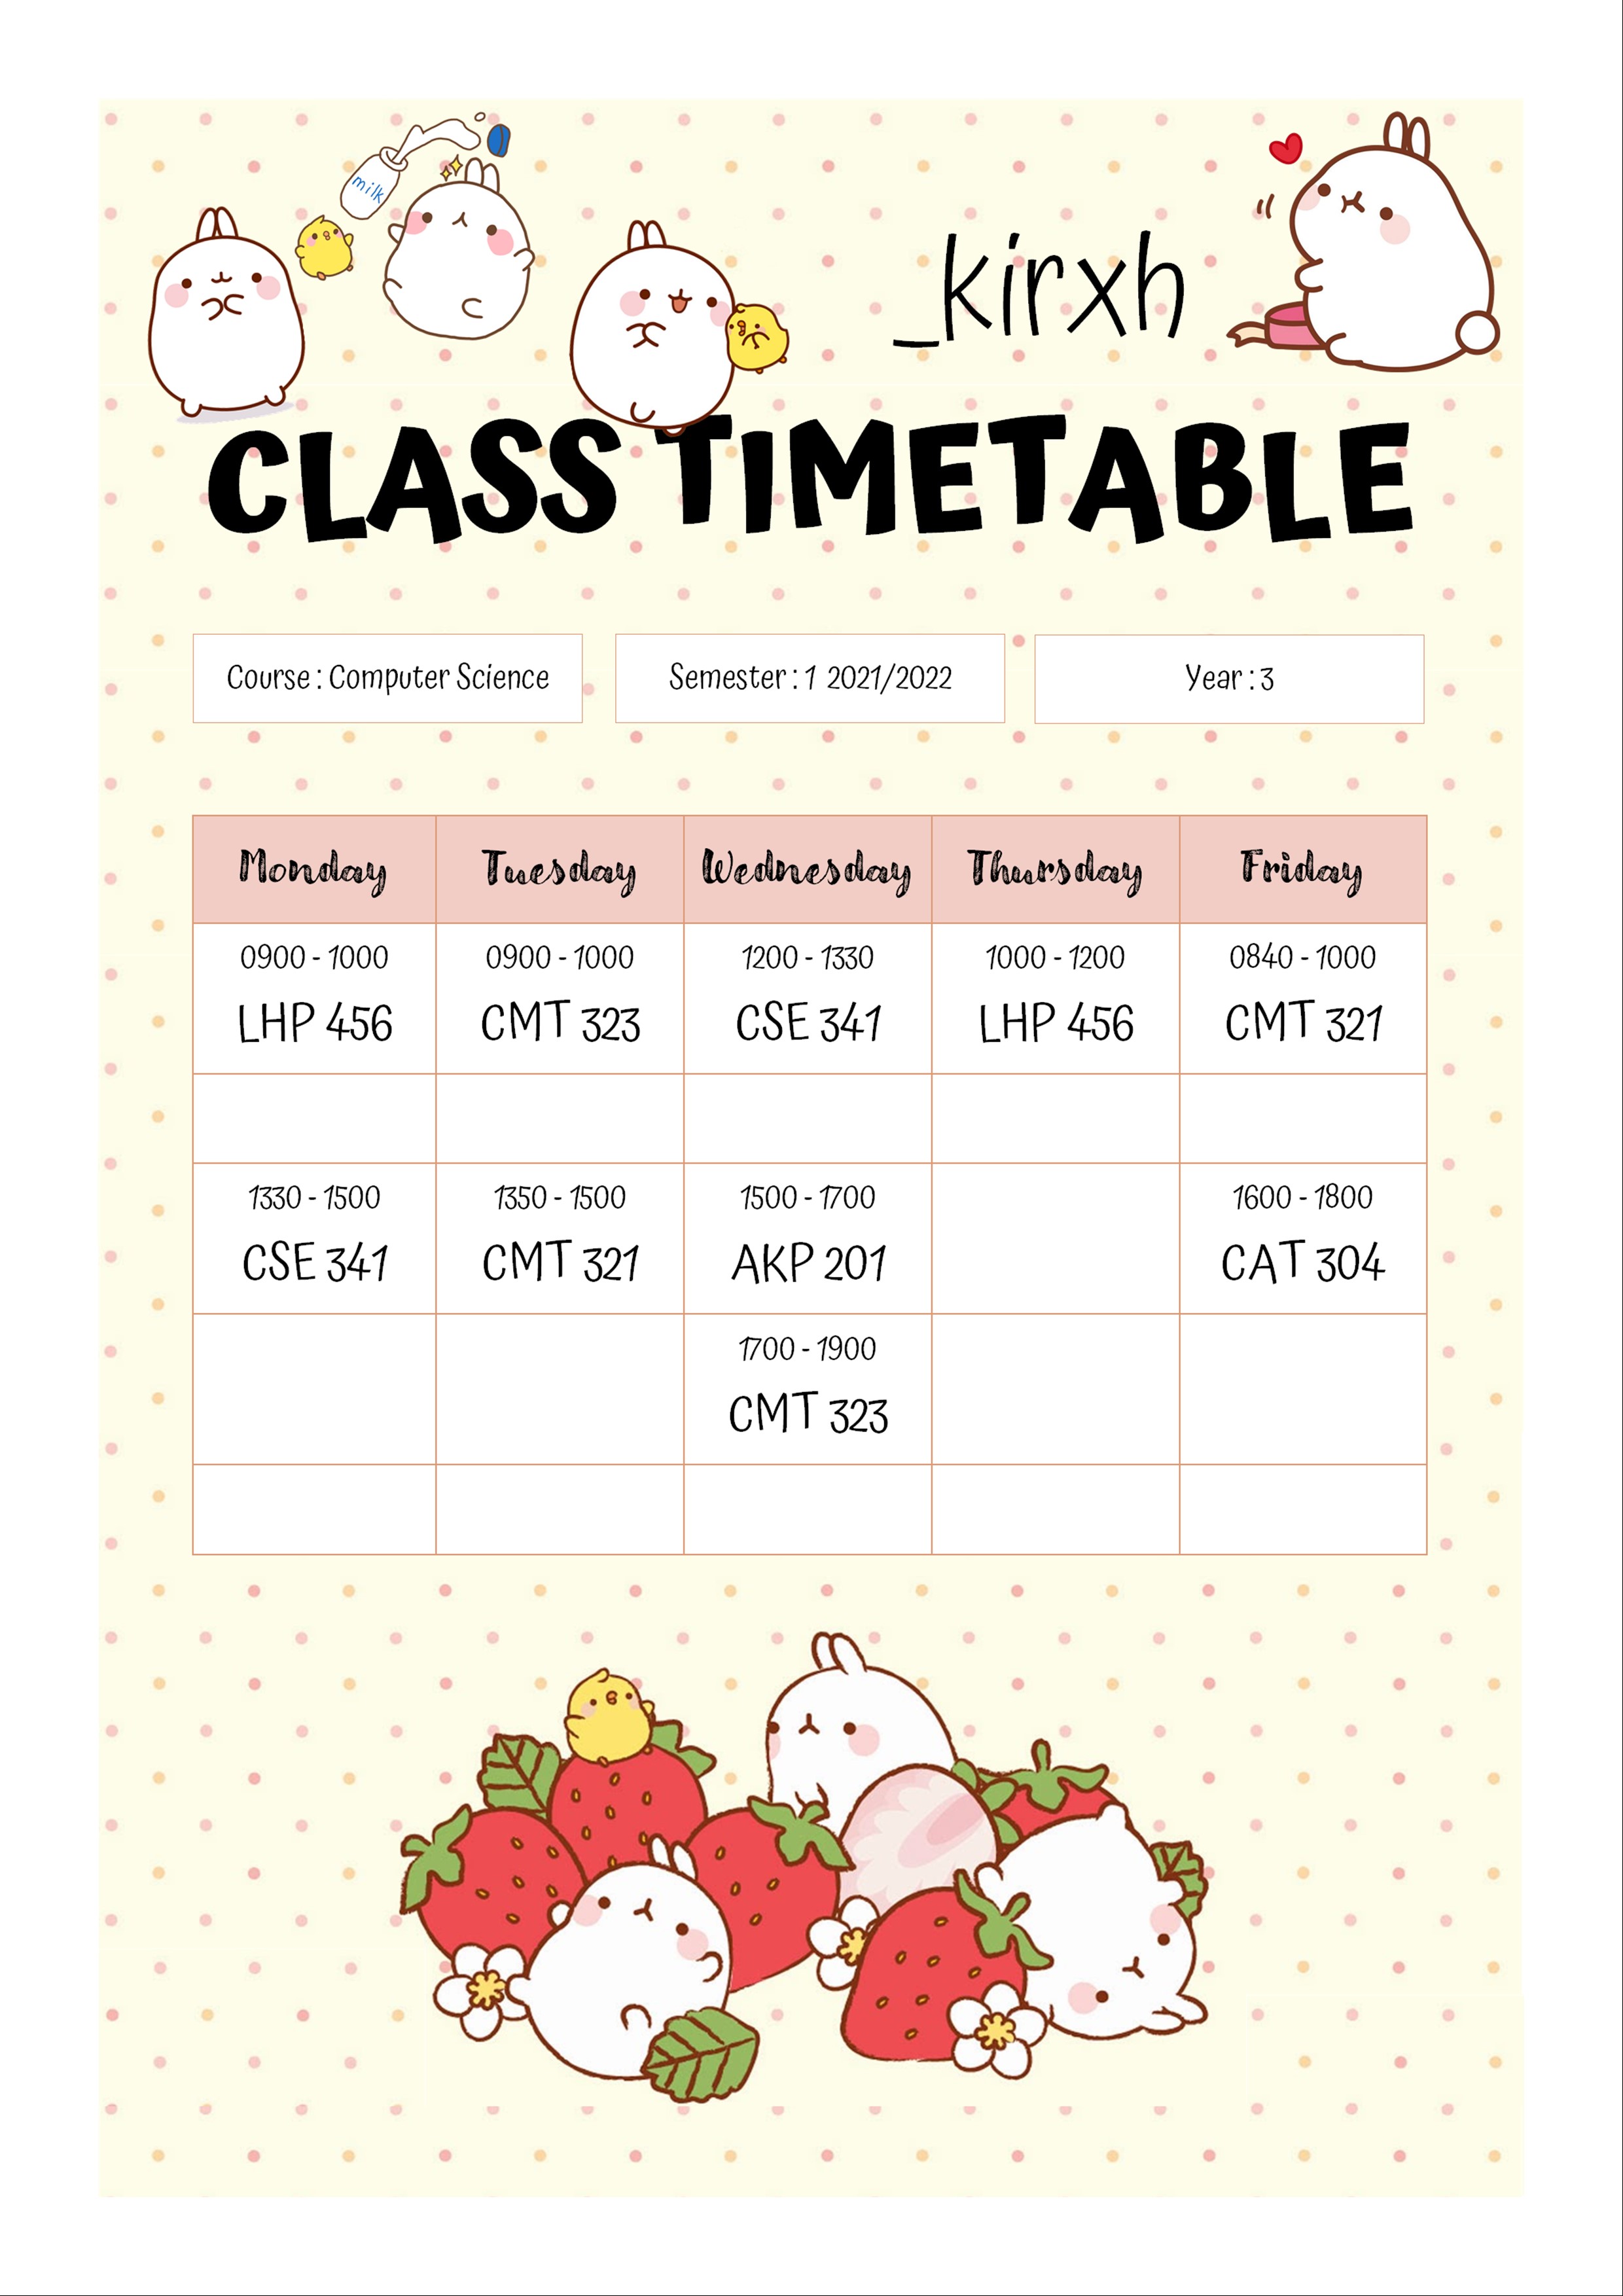 milk
_kirxh
CLASS TIMETABLE
Course : Computer Science
Semester : 1 2021/2022
Year : 3
Monday Tuesday Wednesday Thursday Friday
0900 - 1000 0900 - 1000 1200 - 1330 1000 - 1200 0840 - 1000
LHP 456 CMT 323 CSE 341 LHP 456 CMT 321
1330 - 1500 1350 - 1500 1500 - 1700 1600 - 1800
CSE 341 CMT 321 AKP 201 CAT 304
1700 - 1900
CMT 323